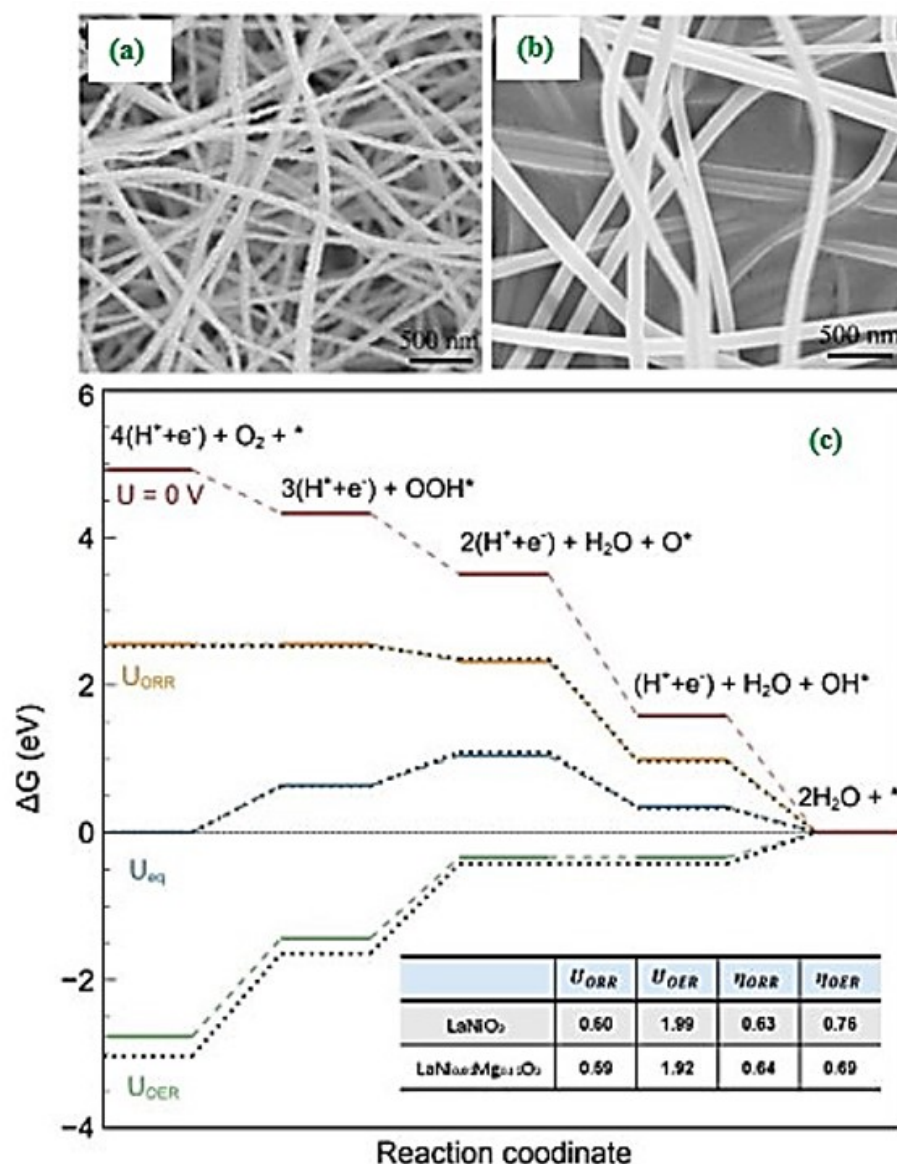 (a)
500 nm
(b)
500 nm
6
4
2
0
−2
−4
ΔG (eV)
(c)
4(H⁺+e⁻) + O₂ + *
U = 0 V
3(H⁺+e⁻) + OOH*
2(H⁺+e⁻) + H₂O + O*
U_ORR
(H⁺+e⁻) + H₂O + OH*
2H₂O + *
U_eq
U_OER
U_ORR U_OER η_ORR η_OER
LaNiO₃ 0.60 1.99 0.63 0.76
0.59 1.92 0.64 0.69
Reaction coodinate